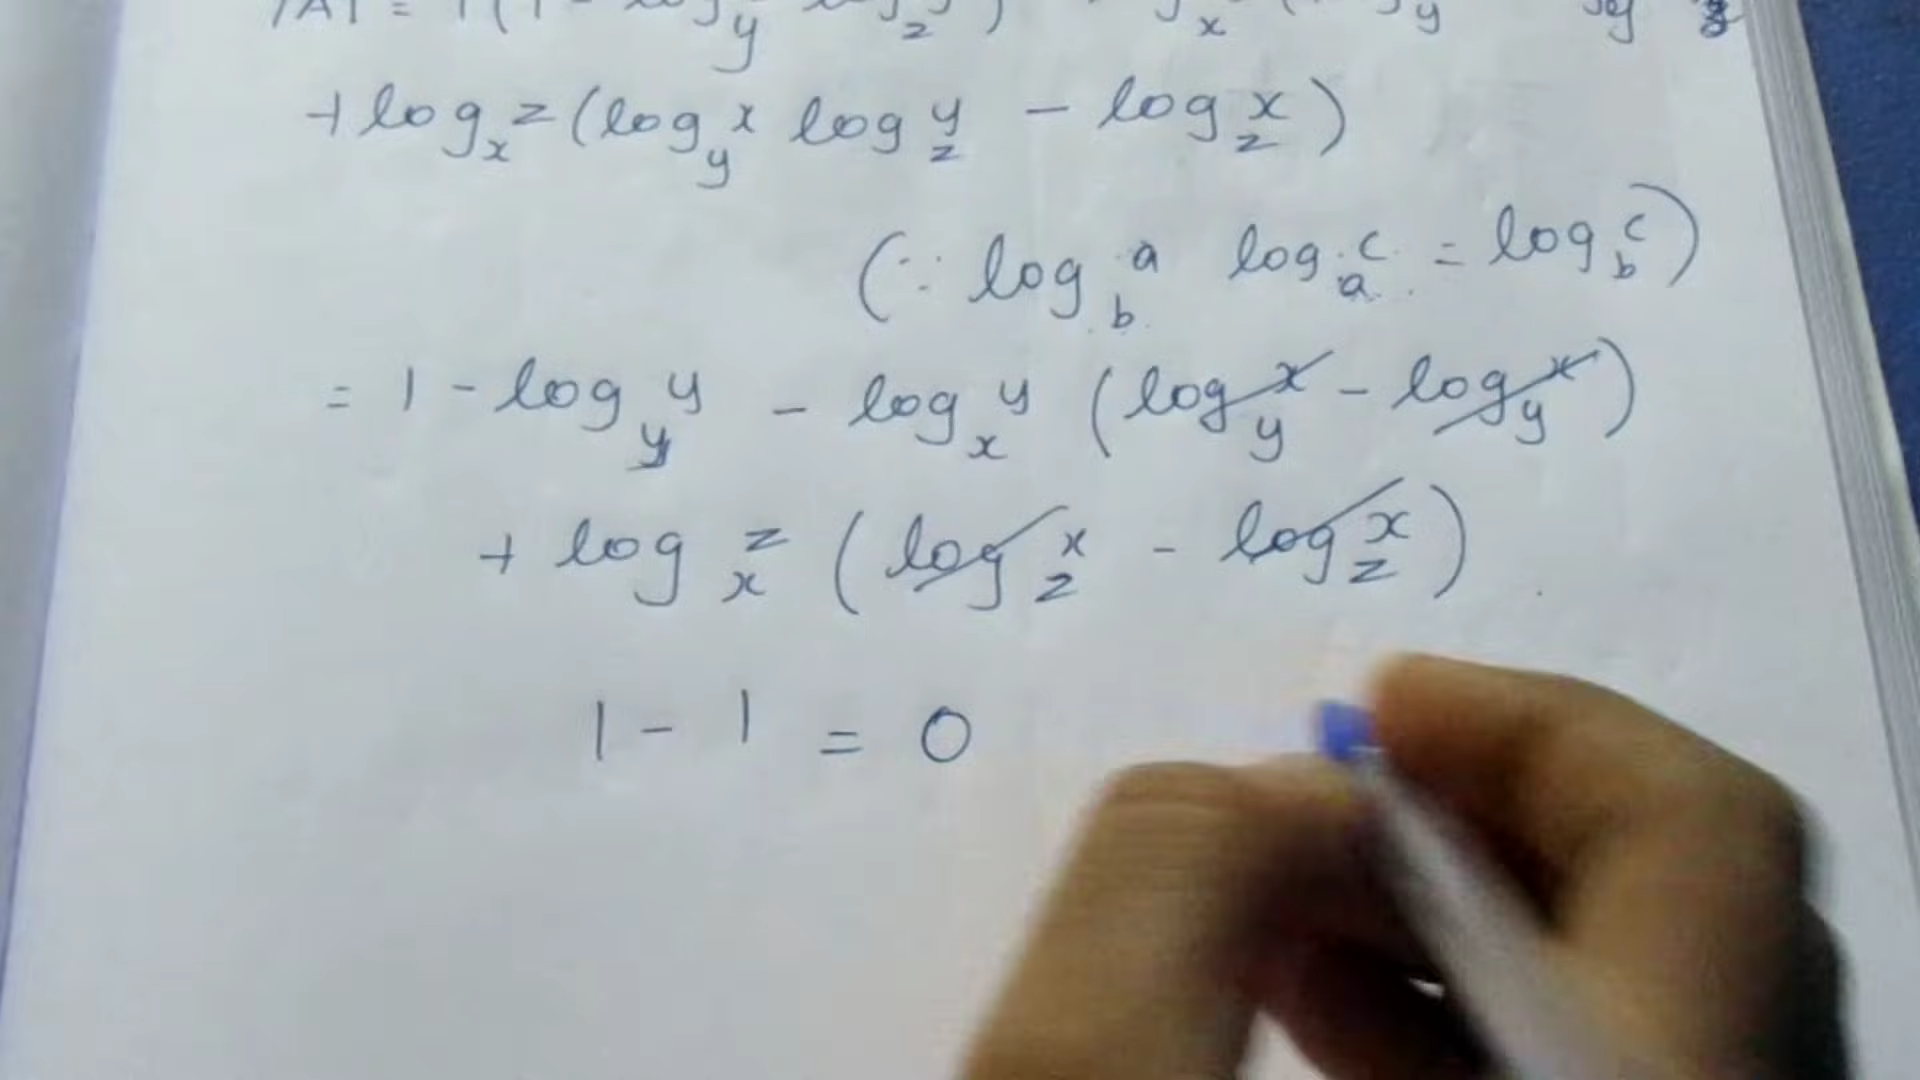 + log_x z (log_y x log_z y - log_z x)
(∵ log_b a log_a c = log_b c)
= 1 - log_y y - log_x y (log_y x - log_y x)
+ log_x z (log_z x - log_z x)
1 - 1 = 0